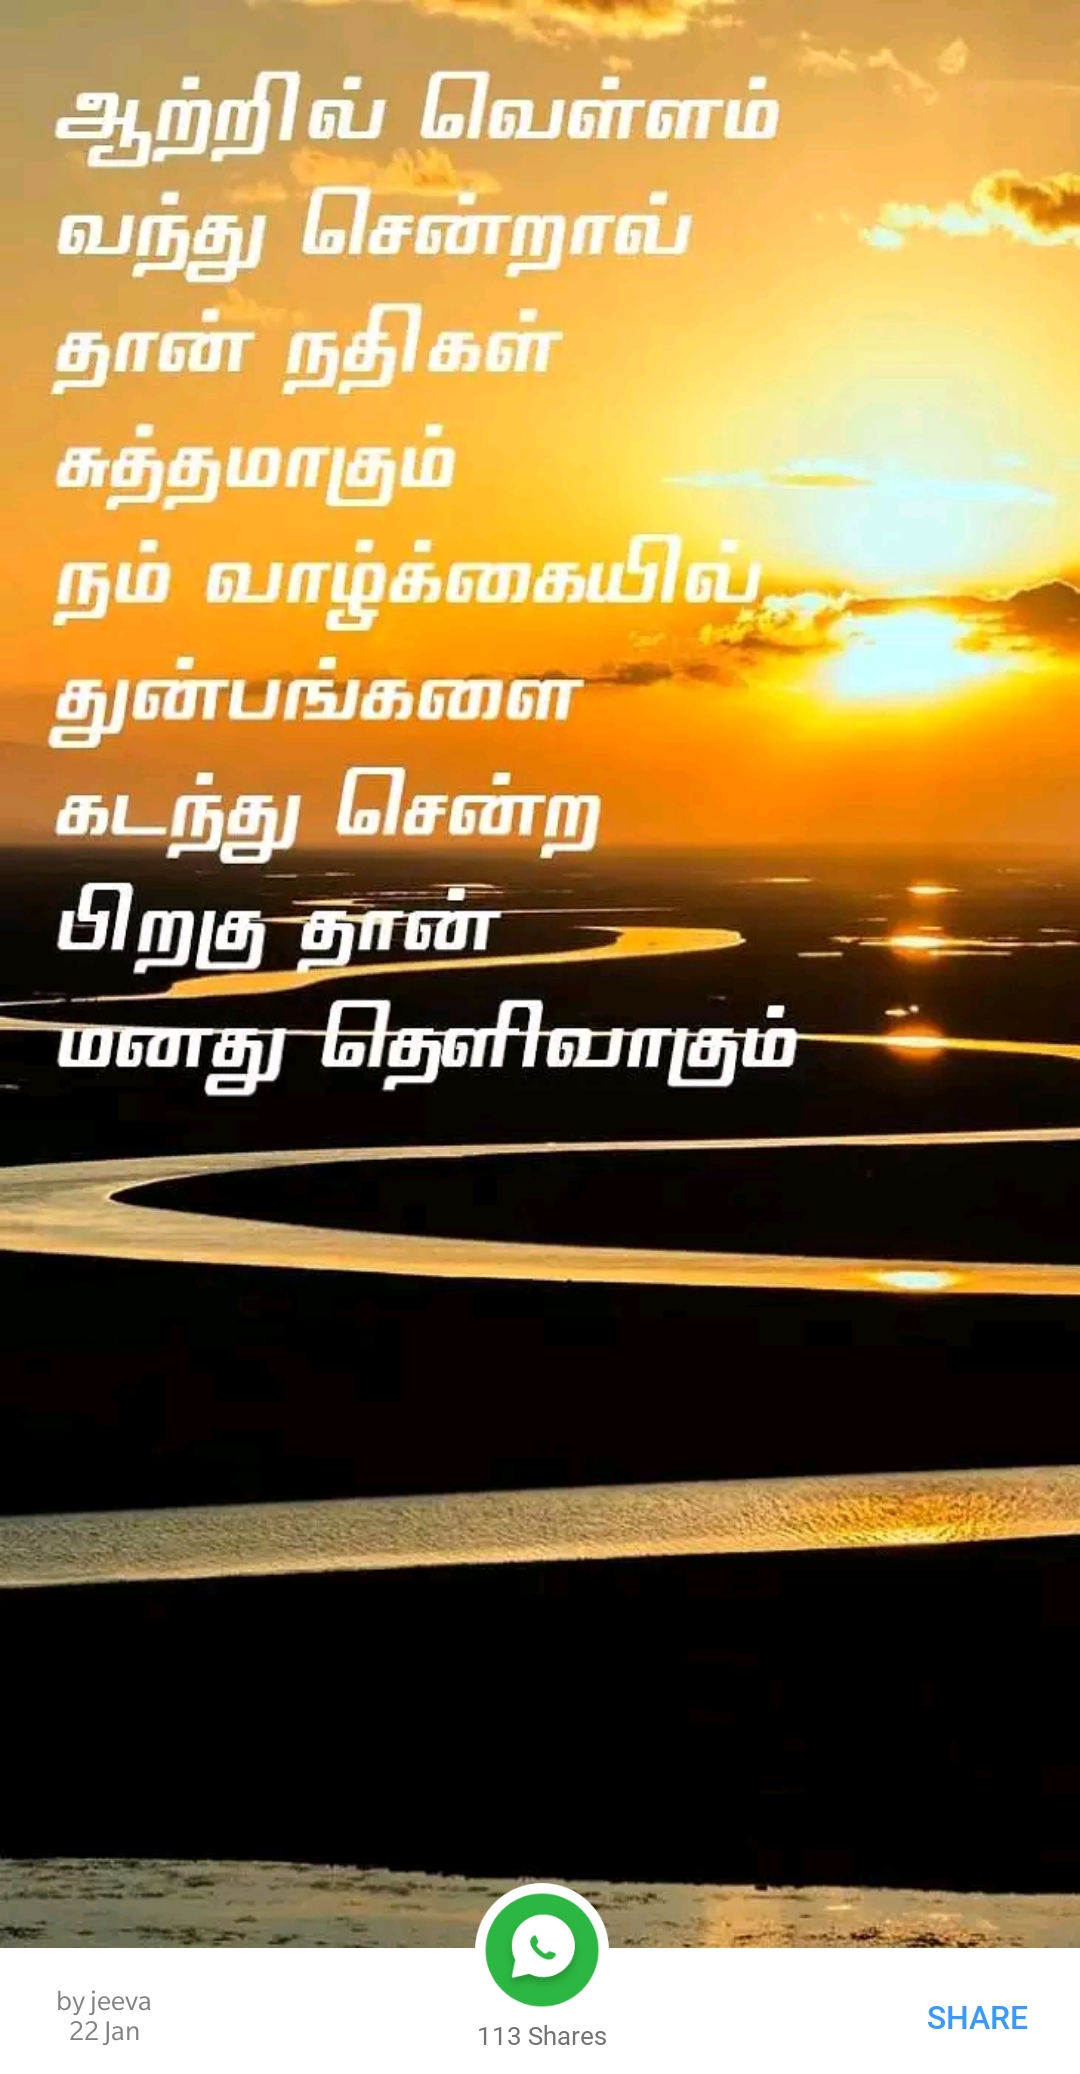 ஆற்றில் வெள்ளம்
வந்து சென்றால்
தான் நதிகள்
சுத்தமாகும்
நம் வாழ்க்கையில்
துன்பங்களை
கடந்து சென்ற
பிறகு தான்
மனது தெளிவாகும்
by jeeva
22 Jan
113 Shares
SHARE